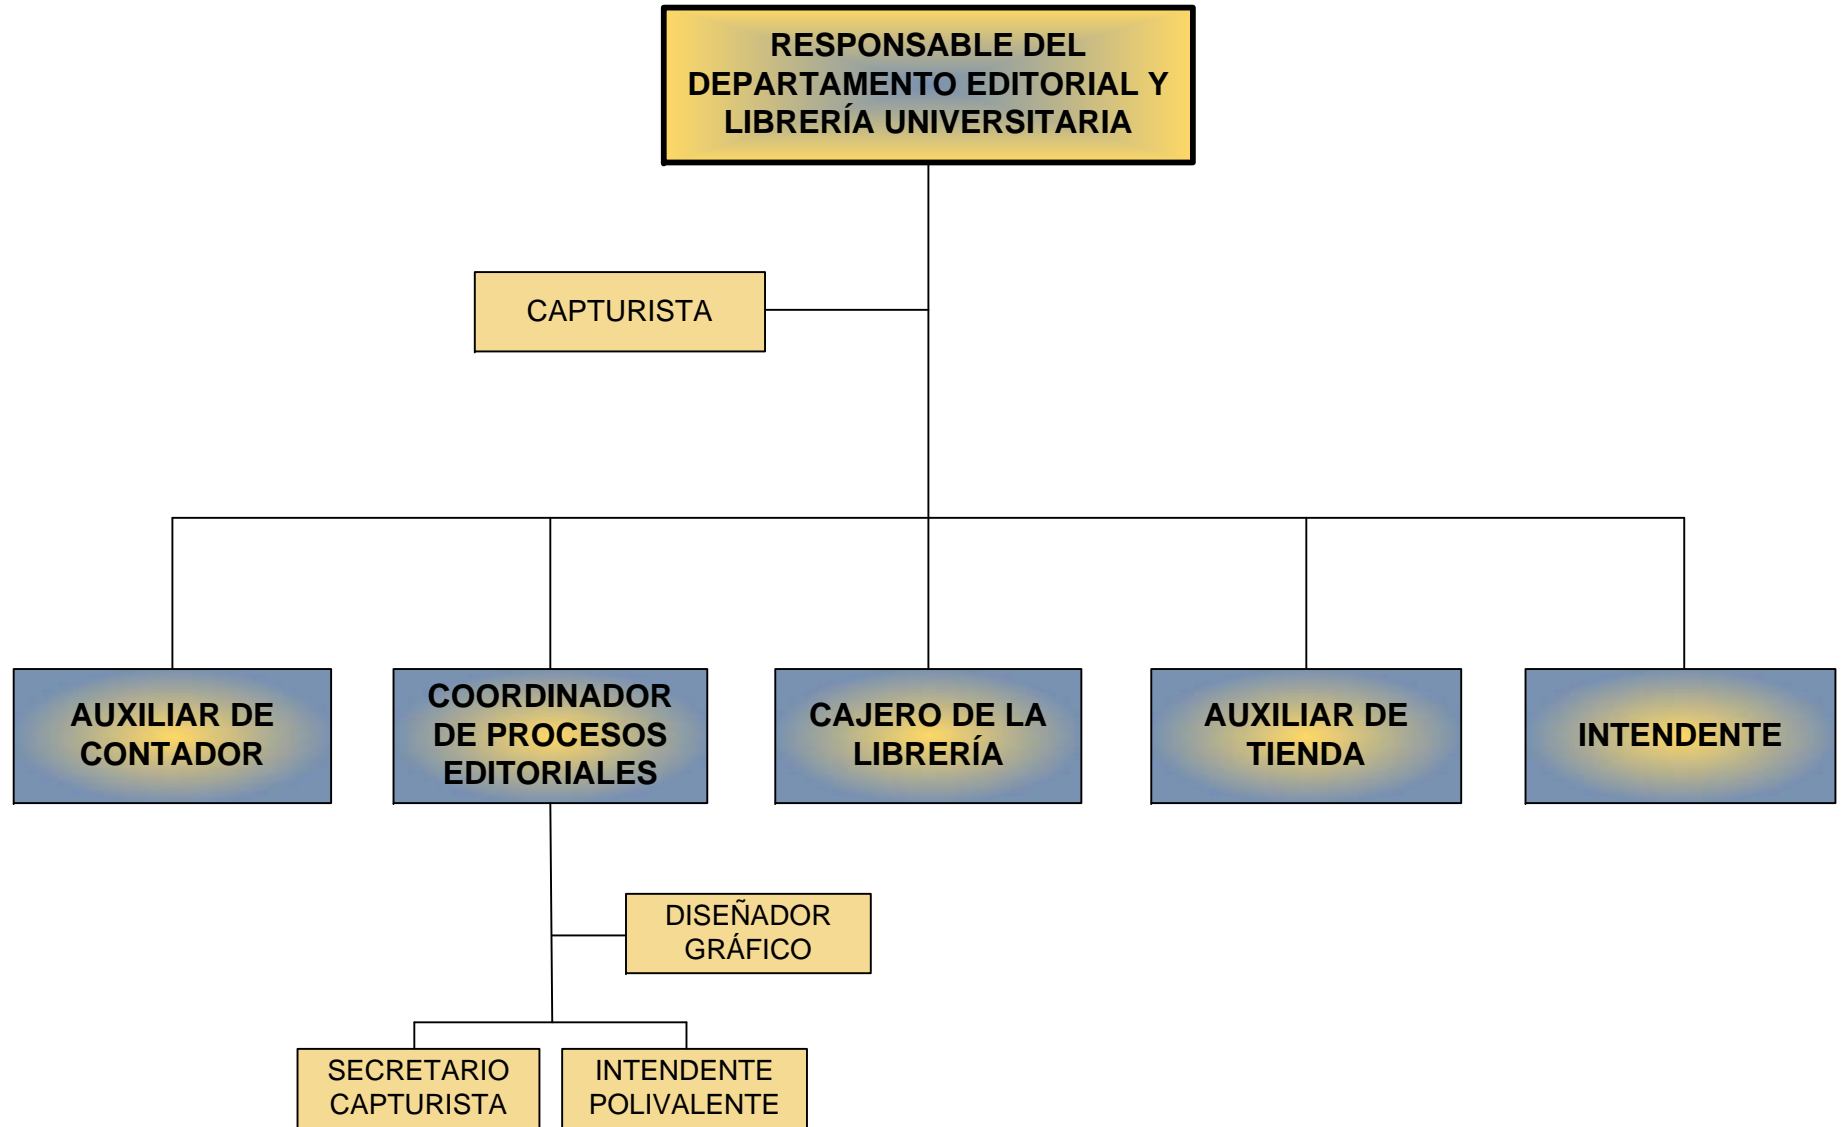 RESPONSABLE DEL
DEPARTAMENTO EDITORIAL Y
LIBRERÍA UNIVERSITARIA
CAPTURISTA
AUXILIAR DE
CONTADOR
COORDINADOR
DE PROCESOS
EDITORIALES
CAJERO DE LA
LIBRERÍA
AUXILIAR DE
TIENDA
INTENDENTE
DISEÑADOR
GRÁFICO
SECRETARIO
CAPTURISTA
INTENDENTE
POLIVALENTE